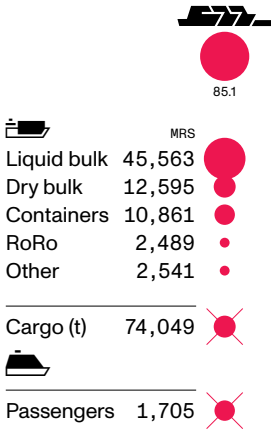 85.1
MRS
Liquid bulk 45,563
Dry bulk 12,595
Containers 10,861
RoRo 2,489
Other 2,541
Cargo (t) 74,049
Passengers 1,705